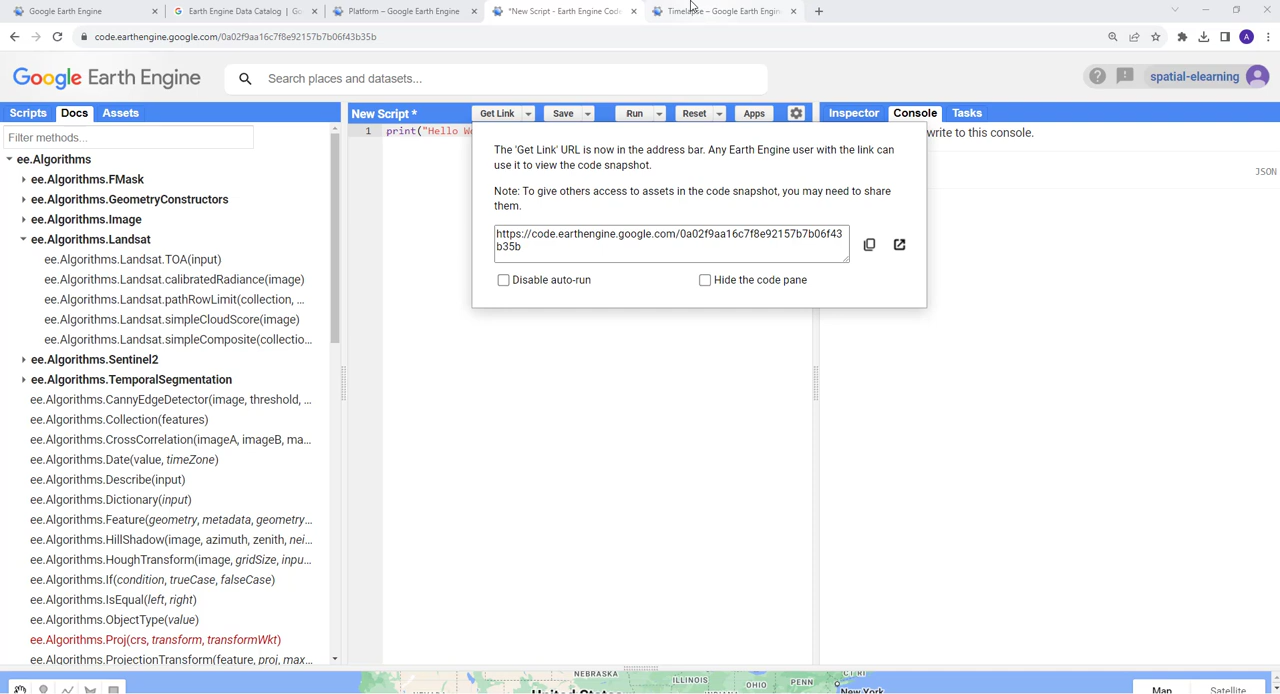 Google Earth Engine
Earth Engine Data Catalog | Go
Platform – Google Earth Engine
*New Script - Earth Engine Code
Timelapse – Google Earth Engin
code.earthengine.google.com/0a02f9aa16c7f8e92157b7b06f43b35b
A
Google Earth Engine
Search places and datasets...
spatial-elearning
Scripts
Docs
Assets
New Script *
Get Link
Save
Run
Reset
Apps
Inspector
Console
Tasks
Filter methods...
1
print("Hello W
write to this console.
JSON
ee.Algorithms
ee.Algorithms.FMask
ee.Algorithms.GeometryConstructors
ee.Algorithms.Image
ee.Algorithms.Landsat
ee.Algorithms.Landsat.TOA(input)
ee.Algorithms.Landsat.calibratedRadiance(image)
ee.Algorithms.Landsat.pathRowLimit(collection, ...
ee.Algorithms.Landsat.simpleCloudScore(image)
ee.Algorithms.Landsat.simpleComposite(collectio...
ee.Algorithms.Sentinel2
ee.Algorithms.TemporalSegmentation
ee.Algorithms.CannyEdgeDetector(image, threshold, ...
ee.Algorithms.Collection(features)
ee.Algorithms.CrossCorrelation(imageA, imageB, ma...
ee.Algorithms.Date(value, timeZone)
ee.Algorithms.Describe(input)
ee.Algorithms.Dictionary(input)
ee.Algorithms.Feature(geometry, metadata, geometry...
ee.Algorithms.HillShadow(image, azimuth, zenith, nei...
ee.Algorithms.HoughTransform(image, gridSize, inpu...
ee.Algorithms.If(condition, trueCase, falseCase)
ee.Algorithms.IsEqual(left, right)
ee.Algorithms.ObjectType(value)
ee.Algorithms.Proj(crs, transform, transformWkt)
ee.Algorithms.ProjectionTransform(feature, proj, max...
The 'Get Link' URL is now in the address bar. Any Earth Engine user with the link can
use it to view the code snapshot.
Note: To give others access to assets in the code snapshot, you may need to share
them.
https://code.earthengine.google.com/0a02f9aa16c7f8e92157b7b06f43
b35b
Disable auto-run
Hide the code pane
NEBRASKA
ILLINOIS
OHIO
PENN
United States
New York
Map
Satellite